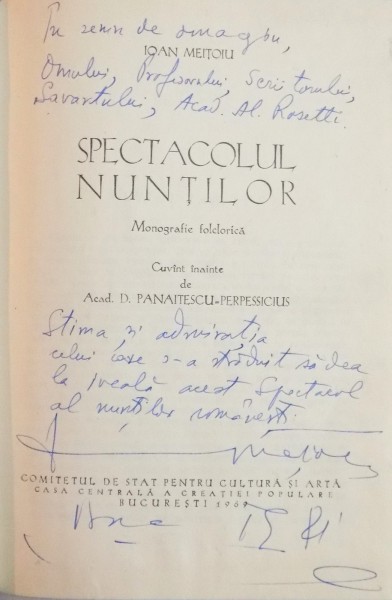 În semn de omagiu,
IOAN MEIȚOIU
Omului, Profesorului, Scriitorului,
Savantului, Acad. Al. Rosetti.
SPECTACOLUL
NUNȚILOR
Monografie folclorică
Cuvînt înainte
de
Acad. D. PANAITESCU-PERPESSICIUS
Stima și admirația
celui care s-a străduit să dea
la iveală acest Spectacol
al nunților românești.
COMITETUL DE STAT PENTRU CULTURĂ ȘI ARTĂ
CASA CENTRALĂ A CREAȚIEI POPULARE
BUCUREȘTI 1969